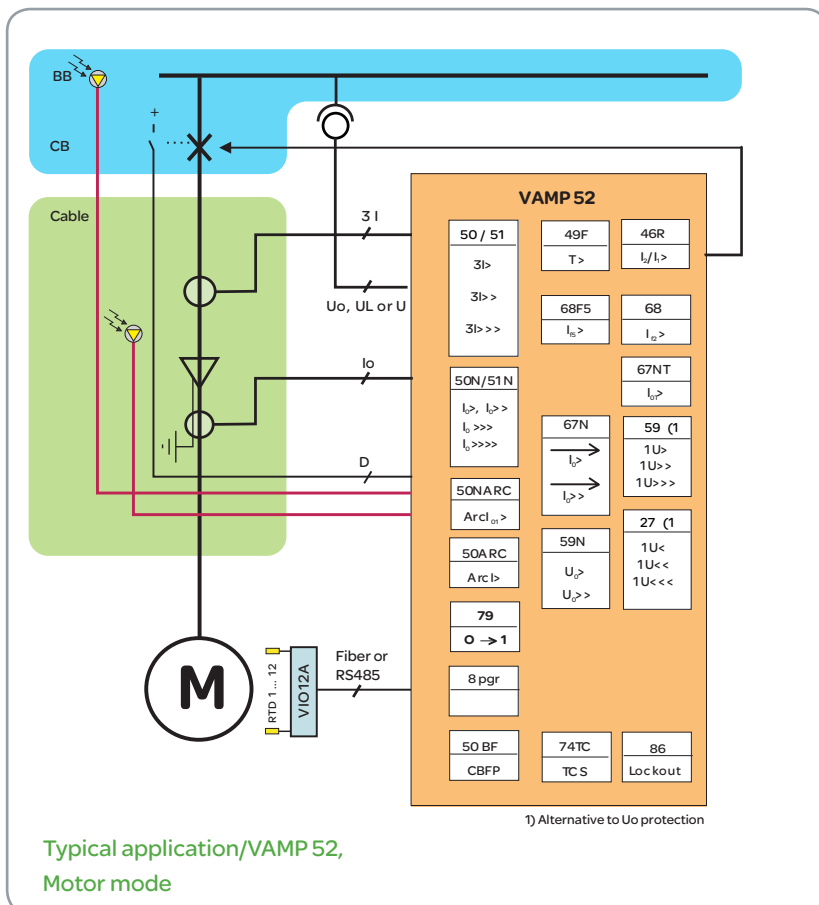 BB
+
CB
Cable
3 I
Uo, UL or U
Io
D
M
RTD 1 ... 12
VIO12A
Fiber or
RS485
VAMP 52
50 / 51
3I>
3I>>
3I>>>
49F
T>
46R
I₂/I₁>
68F5
If5>
68
If2>
67NT
I0T>
50N/51N
I₀>, I₀>>
I₀ >>>
I₀ >>>>
67N
I₀>
I₀>>
59 (1
1U>
1U>>
1U>>>
50NARC
ArcI01>
50ARC
ArcI>
59N
U₀>
U₀>>
27 (1
1U<
1U<<
1U<<<
79
O → 1
8 pgr
50 BF
CBFP
74TC
TCS
86
Lockout
1) Alternative to Uo protection
Typical application/VAMP 52,
Motor mode